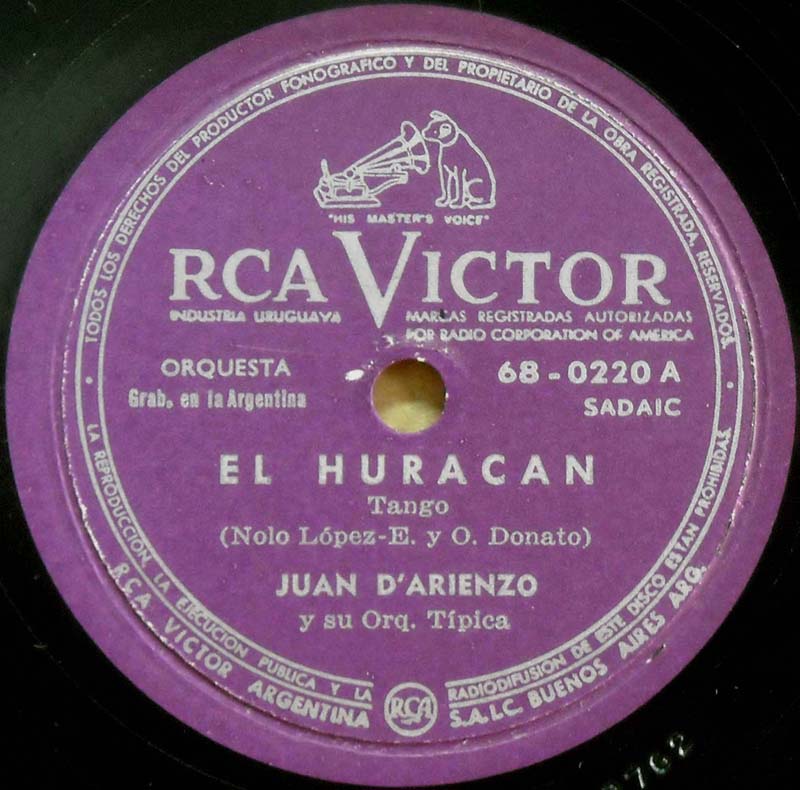 TODOS LOS DERECHOS DEL PRODUCTOR FONOGRAFICO Y DEL PROPIETARIO DE LA OBRA REGISTRADA, RESERVADOS.
"HIS MASTER'S VOICE"
RCA VICTOR
INDUSTRIA URUGUAYA
MARCAS REGISTRADAS AUTORIZADAS
POR RADIO CORPORATION OF AMERICA
ORQUESTA
Grab. en la Argentina
68-0220 A
SADAIC
EL HURACAN
Tango
(Nolo López-E. y O. Donato)
JUAN D'ARIENZO
y su Orq. Típica
LA REPRODUCCION, LA EJECUCION PUBLICA Y LA RADIODIFUSION DE ESTE DISCO ESTAN PROHIBIDAS
RCA VICTOR ARGENTINA RCA S.A.I.C. BUENOS AIRES ARG.